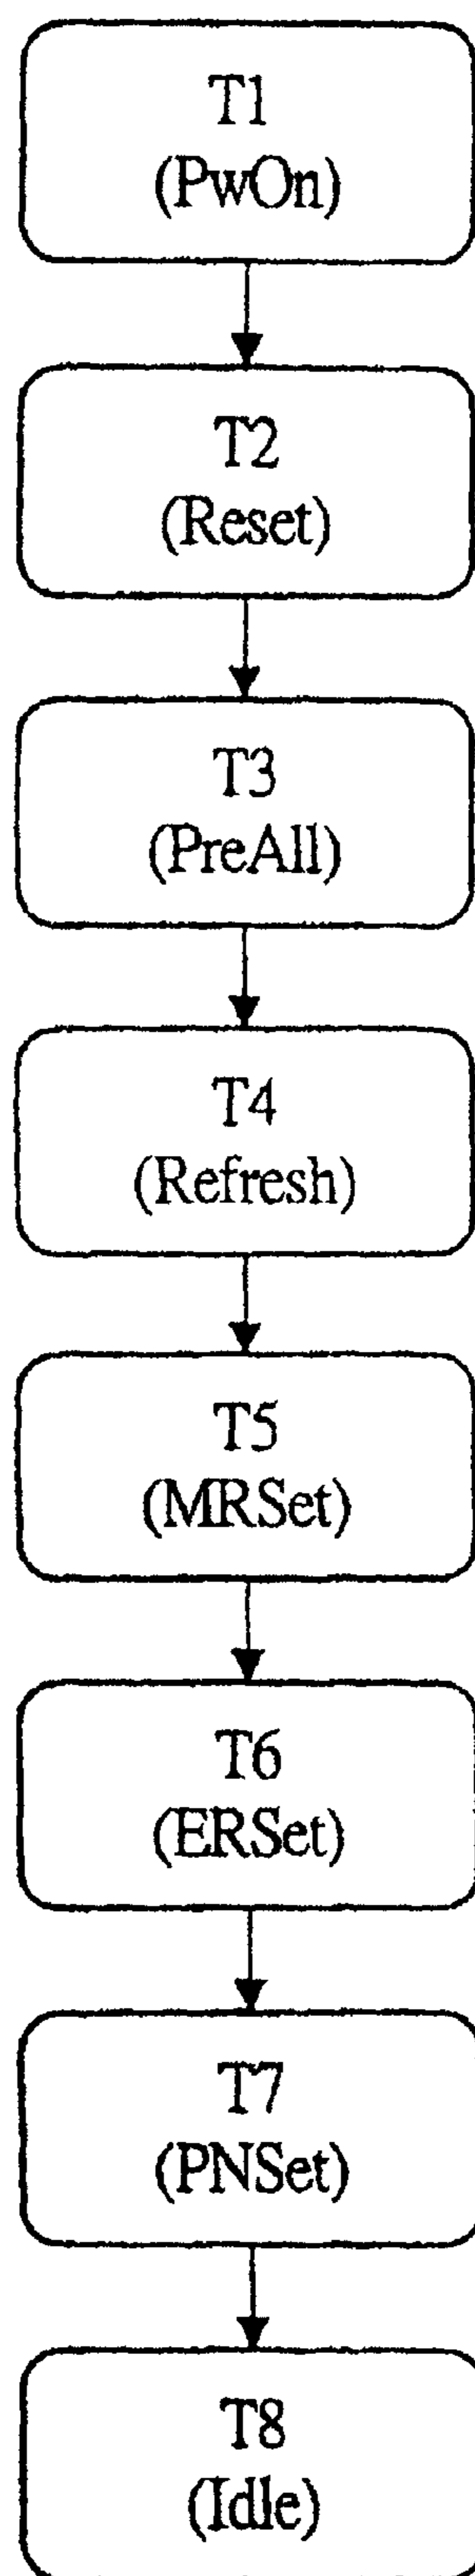 T1
(PwOn)
T2
(Reset)
T3
(PreAll)
T4
(Refresh)
T5
(MRSet)
T6
(ERSet)
T7
(PNSet)
T8
(Idle)